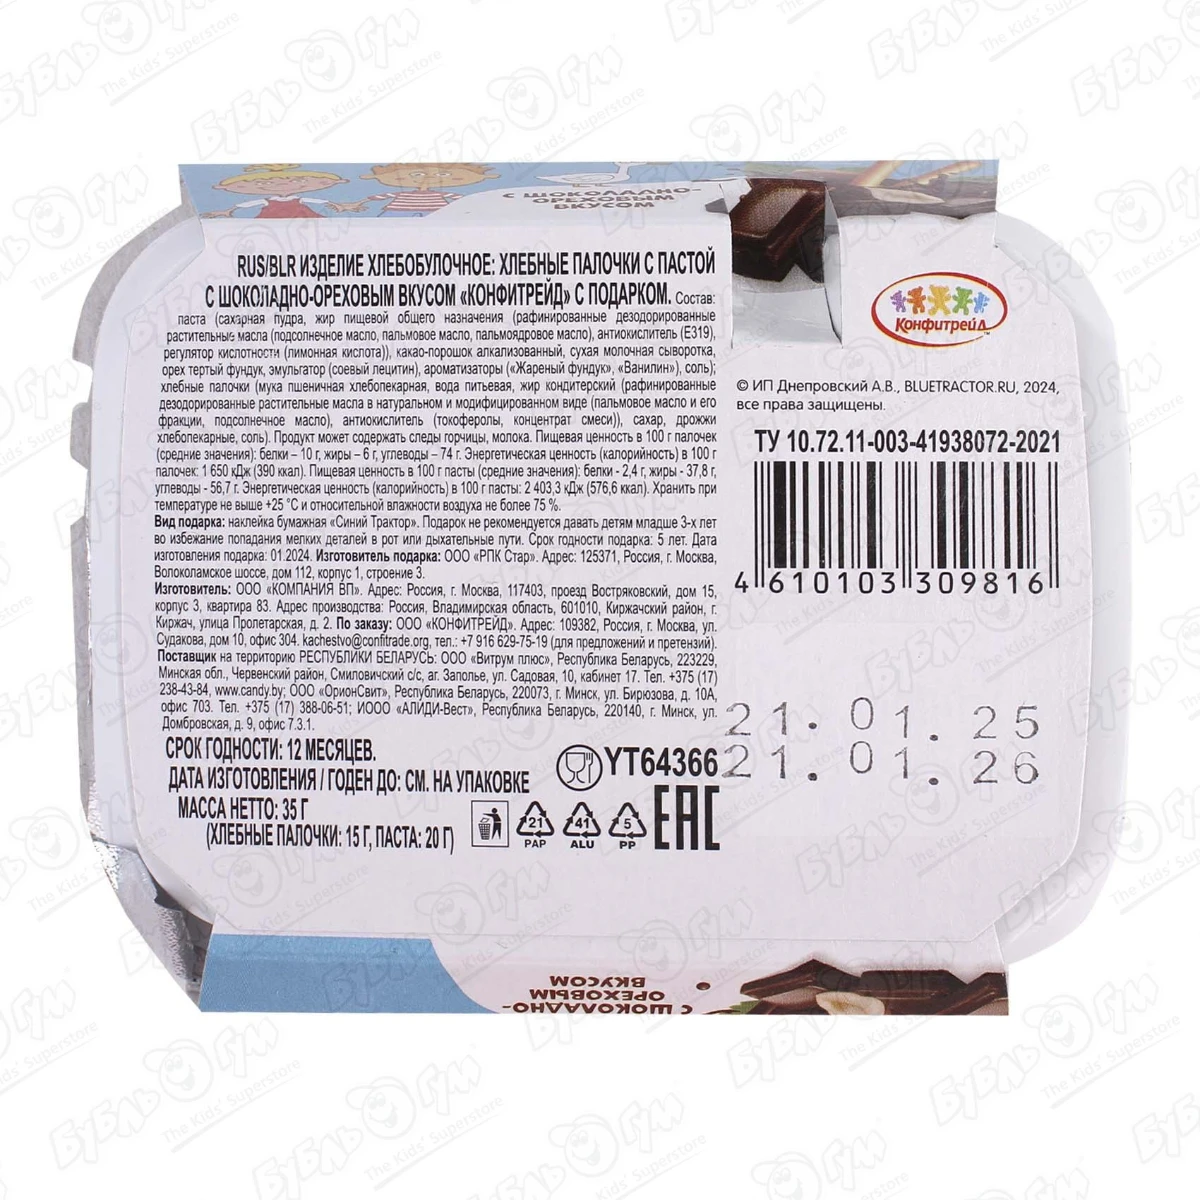 С ШОКОЛАДНО-
ОРЕХОВЫМ
ВКУСОМ
RUS/BLR ИЗДЕЛИЕ ХЛЕБОБУЛОЧНОЕ: ХЛЕБНЫЕ ПАЛОЧКИ С ПАСТОЙ
С ШОКОЛАДНО-ОРЕХОВЫМ ВКУСОМ «КОНФИТРЕЙД» С ПОДАРКОМ. Состав:
паста (сахарная пудра, жир пищевой общего назначения (рафинированные дезодорированные
растительные масла (подсолнечное масло, пальмовое масло, пальмоядровое масло), антиокислитель (Е319),
регулятор кислотности (лимонная кислота)), какао-порошок алкализованный, сухая молочная сыворотка,
орех тертый фундук, эмульгатор (соевый лецитин), ароматизаторы («Жареный фундук», «Ванилин»), соль);
хлебные палочки (мука пшеничная хлебопекарная, вода питьевая, жир кондитерский (рафинированные
дезодорированные растительные масла в натуральном и модифицированном виде (пальмовое масло и его
фракции, подсолнечное масло), антиокислитель (токоферолы, концентрат смеси)), сахар, дрожжи
хлебопекарные, соль). Продукт может содержать следы горчицы, молока. Пищевая ценность в 100 г палочек
(средние значения): белки – 10 г, жиры – 6 г, углеводы – 74 г. Энергетическая ценность (калорийность) в 100 г
палочек: 1 650 кДж (390 ккал). Пищевая ценность в 100 г пасты (средние значения): белки - 2,4 г, жиры - 37,8 г,
углеводы - 56,7 г. Энергетическая ценность (калорийность) в 100 г пасты: 2 403,3 кДж (576,6 ккал). Хранить при
температуре не выше +25 °С и относительной влажности воздуха не более 75 %.
Вид подарка: наклейка бумажная «Синий Трактор». Подарок не рекомендуется давать детям младше 3-х лет
во избежание попадания мелких деталей в рот или дыхательные пути. Срок годности подарка: 5 лет. Дата
изготовления подарка: 01.2024. Изготовитель подарка: ООО «РПК Стар». Адрес: 125371, Россия, г. Москва,
Волоколамское шоссе, дом 112, корпус 1, строение 3.
Изготовитель: ООО «КОМПАНИЯ ВП». Адрес: Россия, г. Москва, 117403, проезд Востряковский, дом 15,
корпус 3, квартира 83. Адрес производства: Россия, Владимирская область, 601010, Киржачский район, г.
Киржач, улица Пролетарская, д. 2. По заказу: ООО «КОНФИТРЕЙД». Адрес: 109382, Россия, г. Москва, ул.
Судакова, дом 10, офис 304. kachestvo@confitrade.org, тел.: +7 916 629-75-19 (для предложений и претензий).
Поставщик на территорию РЕСПУБЛИКИ БЕЛАРУСЬ: ООО «Витрум плюс», Республика Беларусь, 223229,
Минская обл., Червенский район, Смиловичский с/с, аг. Заполье, ул. Садовая, 10, кабинет 17. Тел. +375 (17)
238-43-84, www.candy.by; ООО «ОрионСвит», Республика Беларусь, 220073, г. Минск, ул. Бирюзова, д. 10А,
офис 703. Тел. +375 (17) 388-06-51; ИООО «АЛИДИ-Вест», Республика Беларусь, 220140, г. Минск, ул.
Домбровская, д. 9, офис 7.3.1.
СРОК ГОДНОСТИ: 12 МЕСЯЦЕВ.
ДАТА ИЗГОТОВЛЕНИЯ / ГОДЕН ДО: СМ. НА УПАКОВКЕ
МАССА НЕТТО: 35 Г
(ХЛЕБНЫЕ ПАЛОЧКИ: 15 Г, ПАСТА: 20 Г)
YT64366
21
PAP
41
ALU
5
PP
EAC
Конфитрейд
™
© ИП Днепровский А.В., BLUETRACTOR.RU, 2024,
все права защищены.
ТУ 10.72.11-003-41938072-2021
4 610103 309816
21.01.25
21.01.26
С ШОКОЛАДНО-
ОРЕХОВЫМ
ВКУСОМ
БУБЛЬ ГУМ
The Kids' Superstore